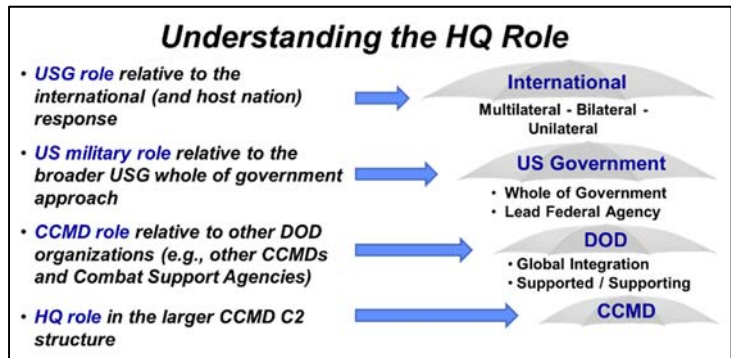 Understanding the HQ Role
• USG role relative to the
international (and host nation)
response
International
Multilateral - Bilateral -
Unilateral
• US military role relative to the
broader USG whole of government
approach
US Government
• Whole of Government
• Lead Federal Agency
• CCMD role relative to other DOD
organizations (e.g., other CCMDs
and Combat Support Agencies)
DOD
• Global Integration
• Supported / Supporting
• HQ role in the larger CCMD C2
structure
CCMD